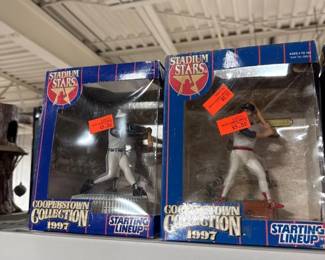 STADIUM
STARS
COOPERSTOWN
COLLECTION
1997
STARTING
LINEUP
STADIUM
STARS
COOPERSTOWN
COLLECTION
1997
STARTING
LINEUP